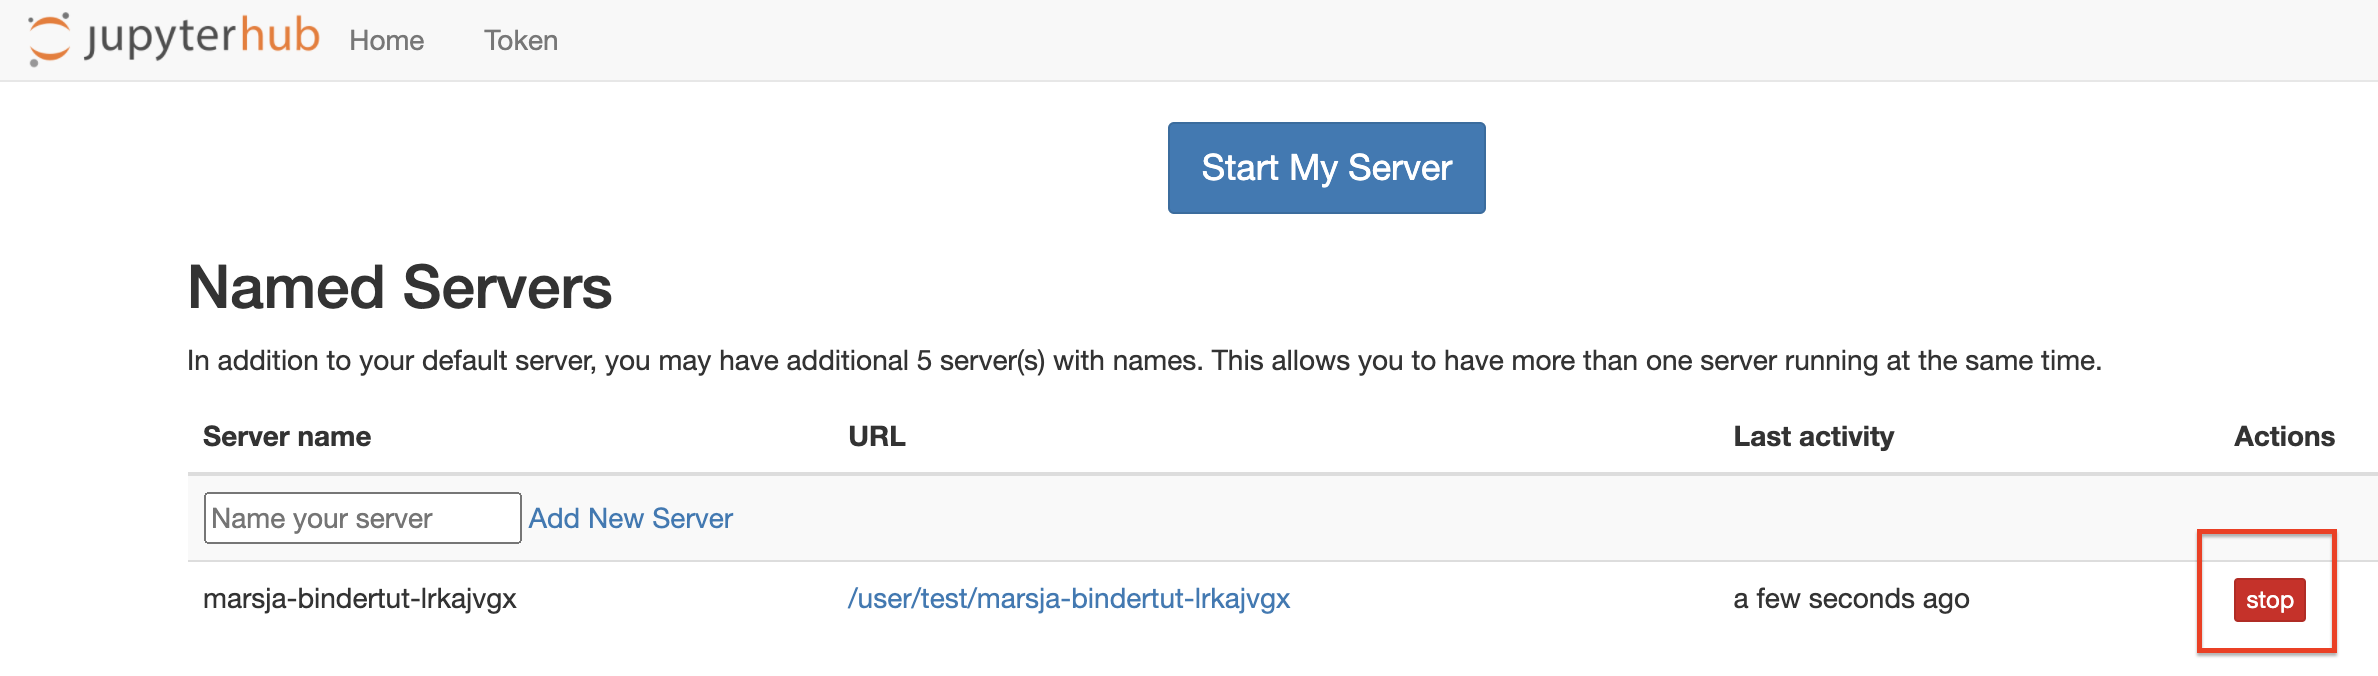 jupyterhub Home Token
Start My Server
Named Servers
In addition to your default server, you may have additional 5 server(s) with names. This allows you to have more than one server running at the same time.
Server name URL Last activity Actions
Name your server Add New Server
marsja-bindertut-lrkajvgx /user/test/marsja-bindertut-lrkajvgx a few seconds ago stop